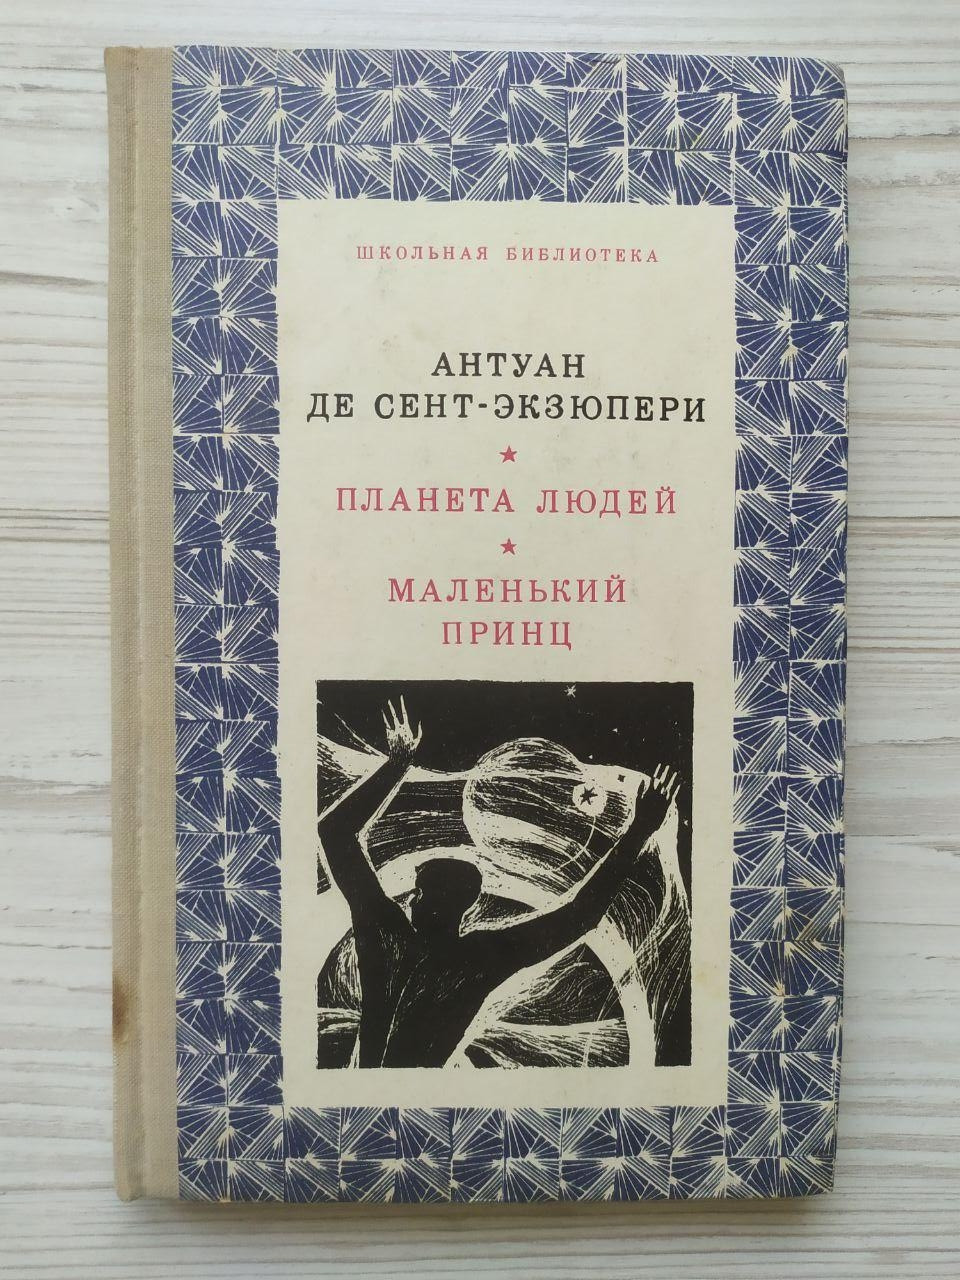 ШКОЛЬНАЯ БИБЛИОТЕКА
АНТУАН
ДЕ СЕНТ-ЭКЗЮПЕРИ
ПЛАНЕТА ЛЮДЕЙ
МАЛЕНЬКИЙ
ПРИНЦ